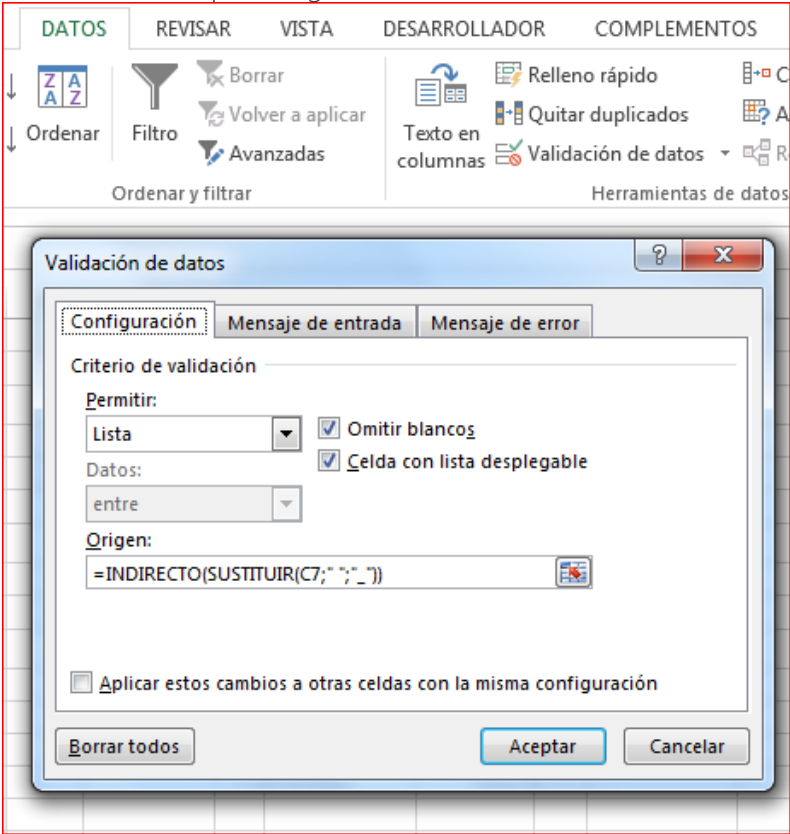 DATOS REVISAR VISTA DESARROLLADOR COMPLEMENTOS
Z A
A Z
Ordenar
Filtro
Borrar
Volver a aplicar
Avanzadas
Ordenar y filtrar
Texto en
columnas
Relleno rápido
Quitar duplicados
Validación de datos
C
A
R
Herramientas de datos
Validación de datos
Configuración Mensaje de entrada Mensaje de error
Criterio de validación
Permitir:
Lista
Omitir blancos
Datos:
Celda con lista desplegable
entre
Origen:
=INDIRECTO(SUSTITUIR(C7;" ";"_"))
Aplicar estos cambios a otras celdas con la misma configuración
Borrar todos Aceptar Cancelar